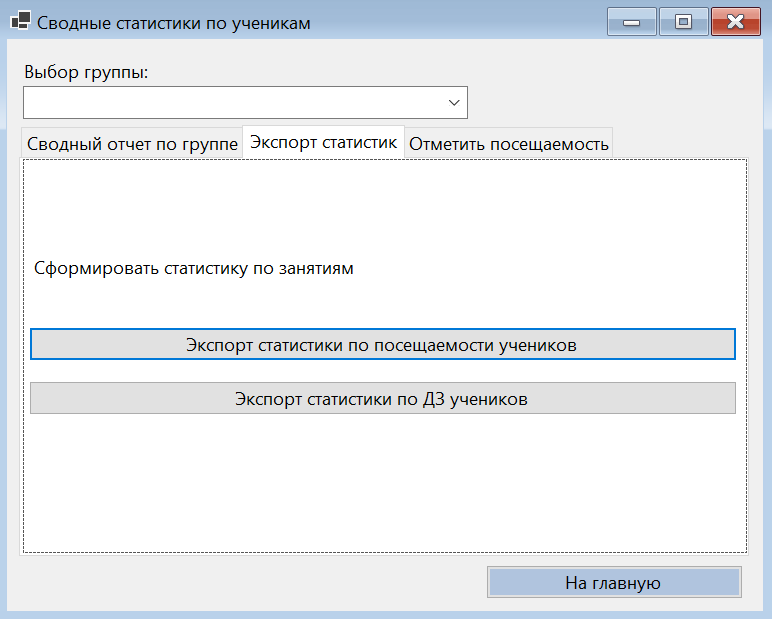 Сводные статистики по ученикам
Выбор группы:
Сводный отчет по группе
Экспорт статистик
Отметить посещаемость
Сформировать статистику по занятиям
Экспорт статистики по посещаемости учеников
Экспорт статистики по ДЗ учеников
На главную